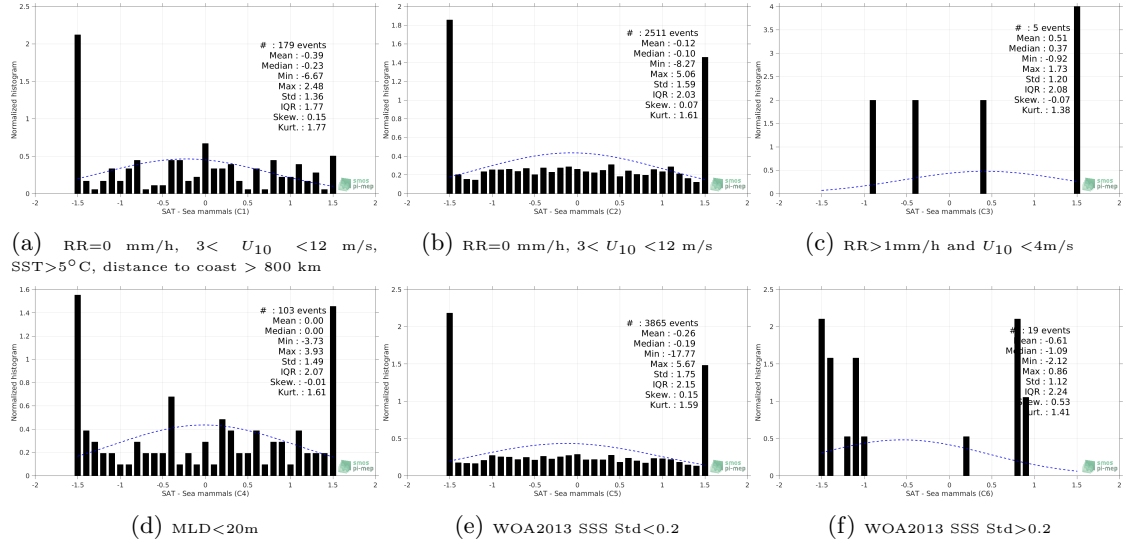 2.5
2
1.5
1
0.5
0
Normalized histogram
# : 179 events
Mean : -0.39
Median : -0.23
Min : -6.67
Max : 2.48
Std : 1.36
IQR : 1.77
Skew. : 0.15
Kurt. : 1.77
smos
pi-mep
-2 -1.5 -1 -0.5 0 0.5 1 1.5 2
SAT - Sea mammals (C1)
(a) RR=0 mm/h, 3< U10 <12 m/s,
SST>5°C, distance to coast > 800 km
2
1.8
1.6
1.4
1.2
1
0.8
0.6
0.4
0.2
0
Normalized histogram
# : 2511 events
Mean : -0.12
Median : -0.10
Min : -8.27
Max : 5.06
Std : 1.59
IQR : 2.03
Skew. : 0.07
Kurt. : 1.61
smos
pi-mep
-2 -1.5 -1 -0.5 0 0.5 1 1.5 2
SAT - Sea mammals (C2)
(b) RR=0 mm/h, 3< U10 <12 m/s
4
3.5
3
2.5
2
1.5
1
0.5
0
Normalized histogram
# : 5 events
Mean : 0.51
Median : 0.37
Min : -0.92
Max : 1.73
Std : 1.20
IQR : 2.08
Skew. : -0.07
Kurt. : 1.38
smos
pi-mep
-2 -1.5 -1 -0.5 0 0.5 1 1.5 2
SAT - Sea mammals (C3)
(c) RR>1mm/h and U10 <4m/s
1.6
1.4
1.2
1
0.8
0.6
0.4
0.2
0
Normalized histogram
# : 103 events
Mean : 0.00
Median : 0.00
Min : -3.73
Max : 3.93
Std : 1.49
IQR : 2.07
Skew. : -0.01
Kurt. : 1.61
smos
pi-mep
-2 -1.5 -1 -0.5 0 0.5 1 1.5 2
SAT - Sea mammals (C4)
(d) MLD<20m
2.5
2
1.5
1
0.5
0
Normalized histogram
# : 3865 events
Mean : -0.26
Median : -0.19
Min : -17.77
Max : 5.67
Std : 1.75
IQR : 2.15
Skew. : 0.15
Kurt. : 1.59
smos
pi-mep
-2 -1.5 -1 -0.5 0 0.5 1 1.5 2
SAT - Sea mammals (C5)
(e) WOA2013 SSS Std<0.2
2.5
2
1.5
1
0.5
0
Normalized histogram
# : 19 events
Mean : -0.61
Median : -1.09
Min : -2.12
Max : 0.86
Std : 1.12
IQR : 2.24
Skew. : 0.53
Kurt. : 1.41
smos
pi-mep
-2 -1.5 -1 -0.5 0 0.5 1 1.5 2
SAT - Sea mammals (C6)
(f) WOA2013 SSS Std>0.2